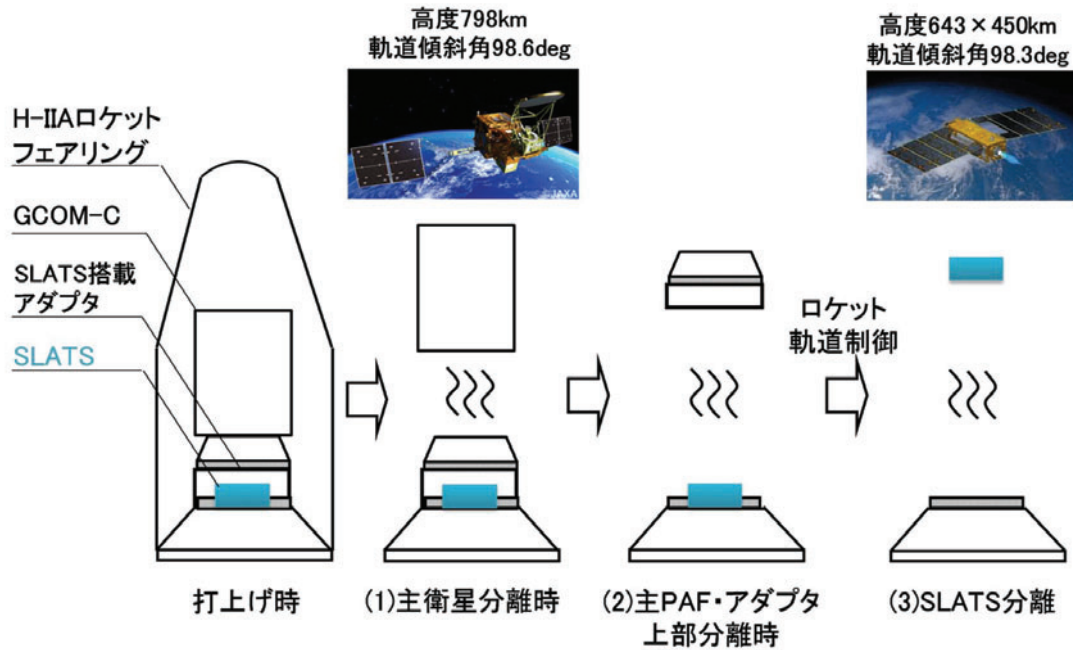 高度798km
軌道傾斜角98.6deg
高度643×450km
軌道傾斜角98.3deg
H-IIAロケット
フェアリング
GCOM-C
SLATS搭載
アダプタ
SLATS
©JAXA
ロケット
軌道制御
打上げ時
(1)主衛星分離時
(2)主PAF・アダプタ
上部分離時
(3)SLATS分離